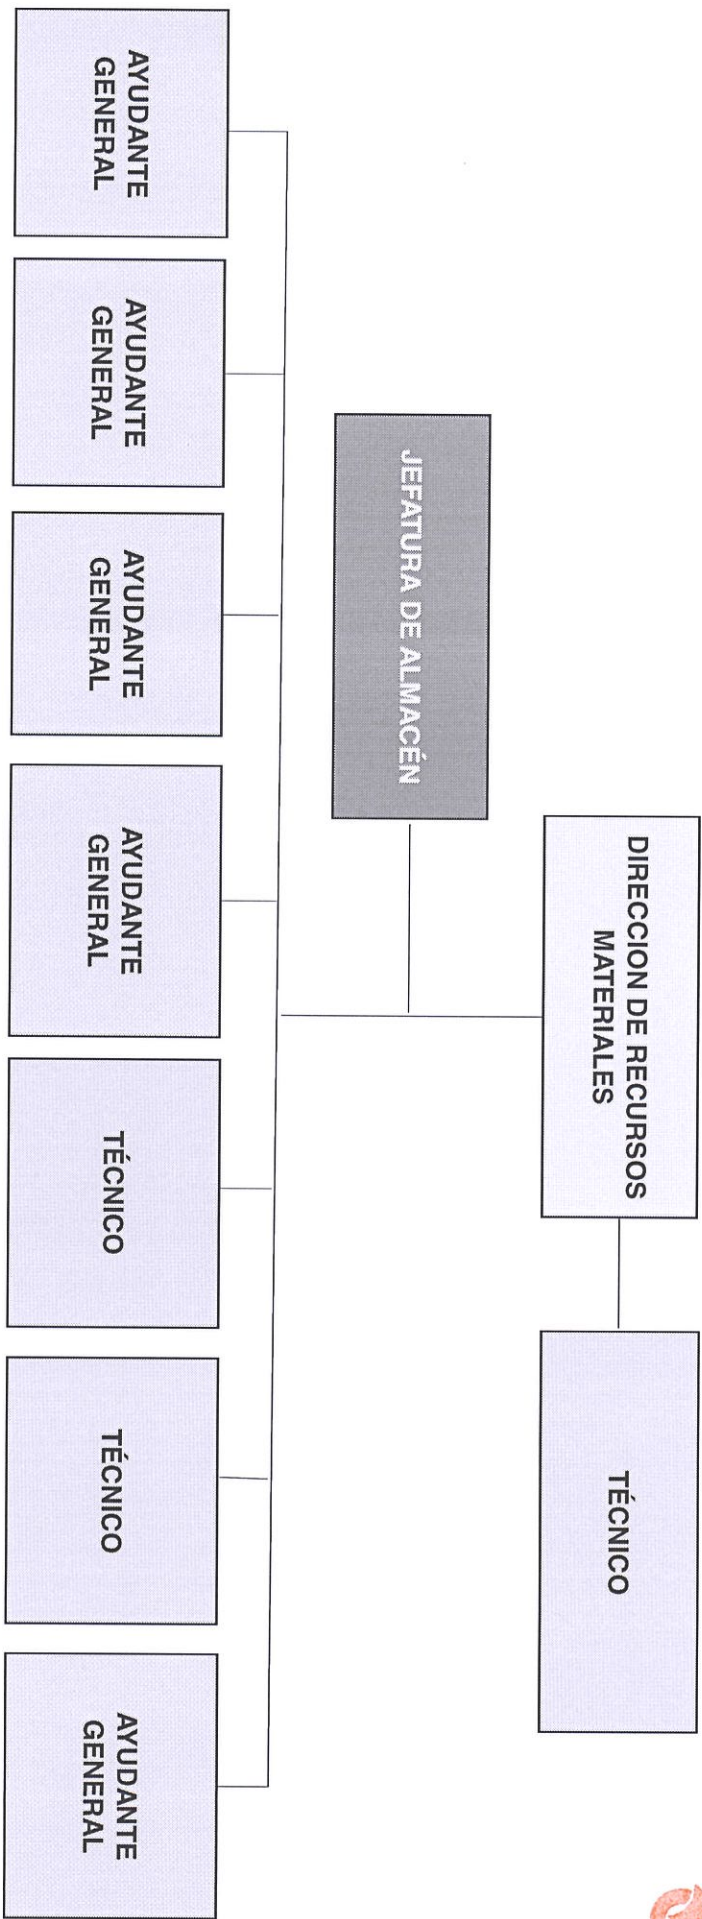 DIRECCION DE RECURSOS
MATERIALES
TÉCNICO
JEFATURA DE ALMACÉN
AYUDANTE
GENERAL
AYUDANTE
GENERAL
AYUDANTE
GENERAL
AYUDANTE
GENERAL
TÉCNICO
TÉCNICO
AYUDANTE
GENERAL